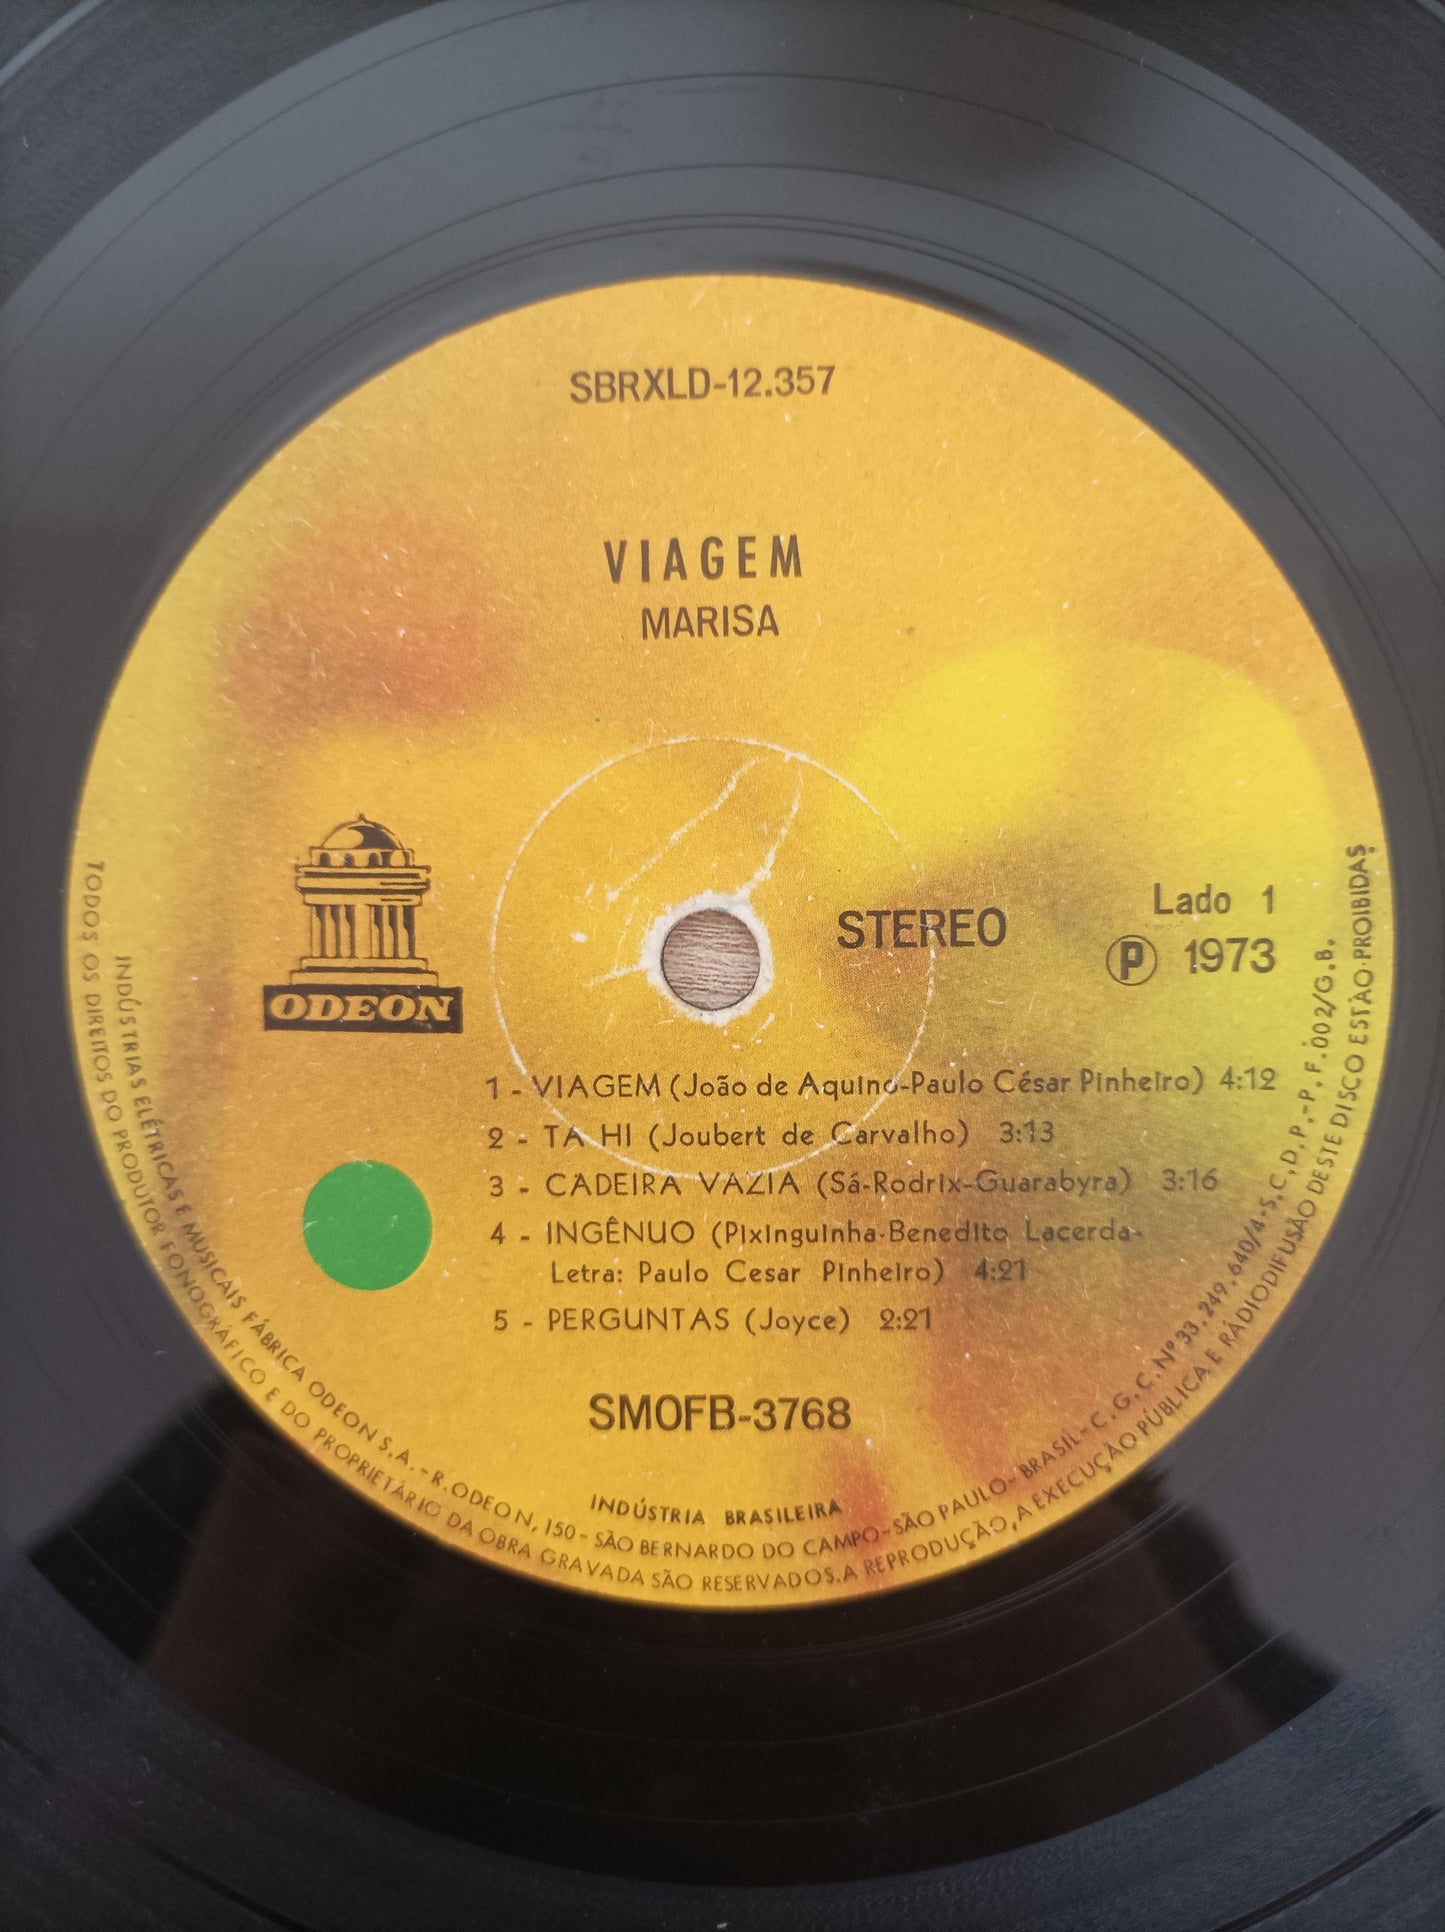 SBRXLD-12.357
VIAGEM
MARISA
ODEON
STEREO
Lado 1
Ⓟ 1973
1 - VIAGEM (João de Aquino-Paulo César Pinheiro) 4:12
2 - TA HI (Joubert de Carvalho) 3:13
3 - CADEIRA VAZIA (Sá-Rodrix-Guarabyra) 3:16
4 - INGÊNUO (Pixinguinha-Benedito Lacerda-
Letra: Paulo Cesar Pinheiro) 4:21
5 - PERGUNTAS (Joyce) 2:21
SMOFB-3768
INDÚSTRIA BRASILEIRA
INDÚSTRIAS ELÉTRICAS E MUSICAIS FÁBRICA ODEON S.A. - R. ODEON, 150 - SÃO BERNARDO DO CAMPO - SÃO PAULO - BRASIL - C.G.C. Nº 33.249.640/4 - S.C.D.P. - P.F. 002/G.B.
TODOS OS DIREITOS DO PRODUTOR FONOGRÁFICO E DO PROPRIETÁRIO DA OBRA GRAVADA SÃO RESERVADOS. A REPRODUÇÃO, A EXECUÇÃO PÚBLICA E RÁDIODIFUSÃO DESTE DISCO ESTÃO PROIBIDAS